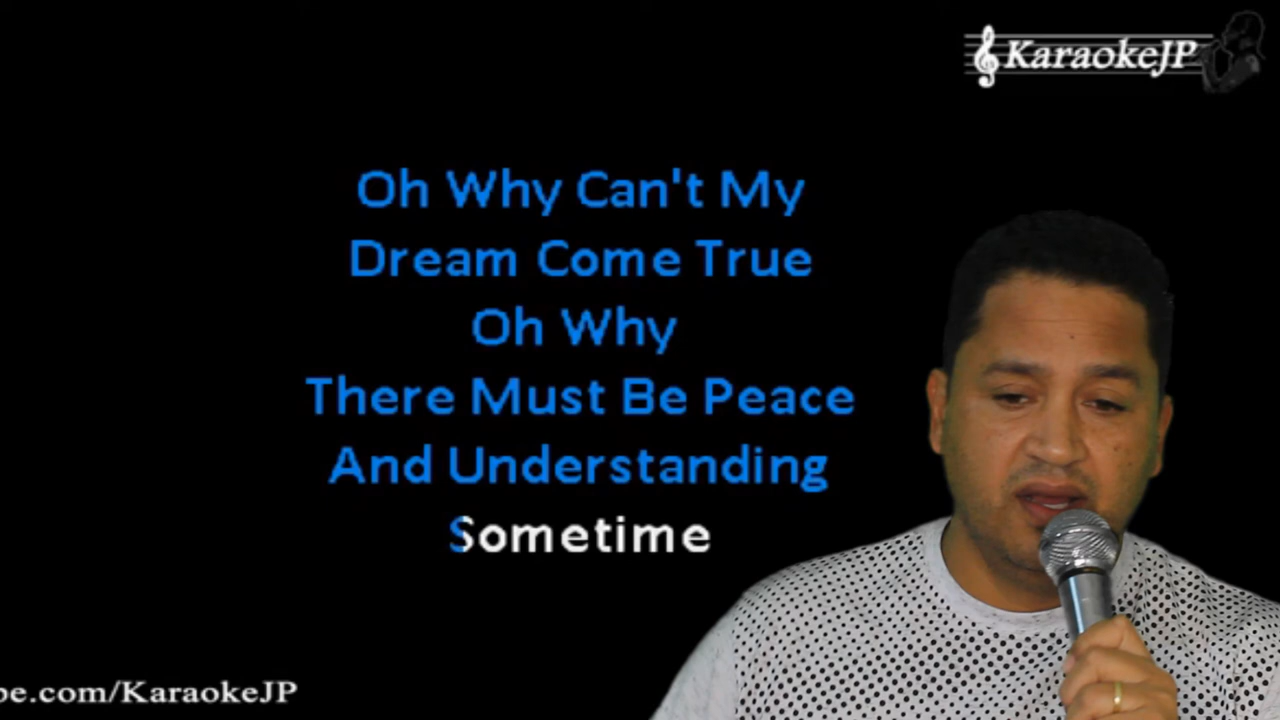 KaraokeJP
Oh Why Can't My
Dream Come True
Oh Why
There Must Be Peace
And Understanding
Sometime
be.com/KaraokeJP